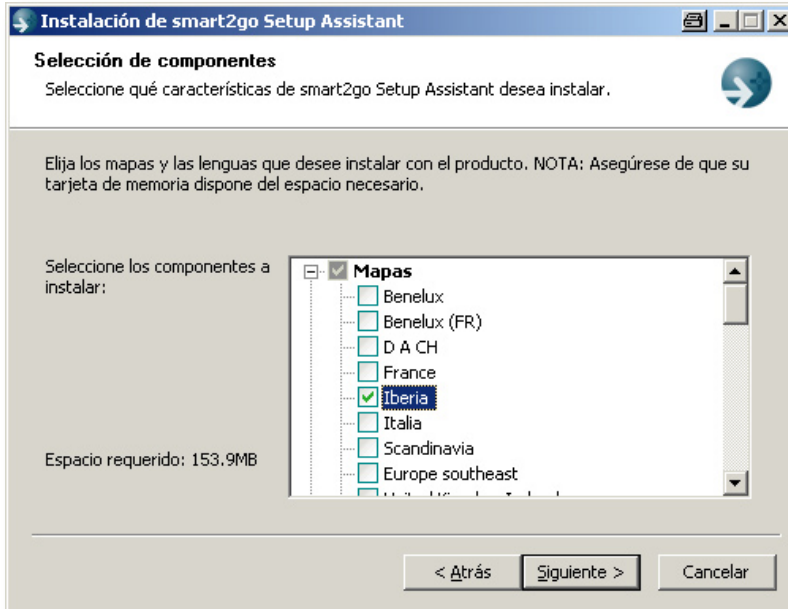 Instalación de smart2go Setup Assistant
Selección de componentes
Seleccione qué características de smart2go Setup Assistant desea instalar.
Elija los mapas y las lenguas que desee instalar con el producto. NOTA: Asegúrese de que su
tarjeta de memoria dispone del espacio necesario.
Seleccione los componentes a
instalar:
Mapas
Benelux
Benelux (FR)
D A CH
France
Iberia
Italia
Scandinavia
Europe southeast
Espacio requerido: 153.9MB
< Atrás
Siguiente >
Cancelar